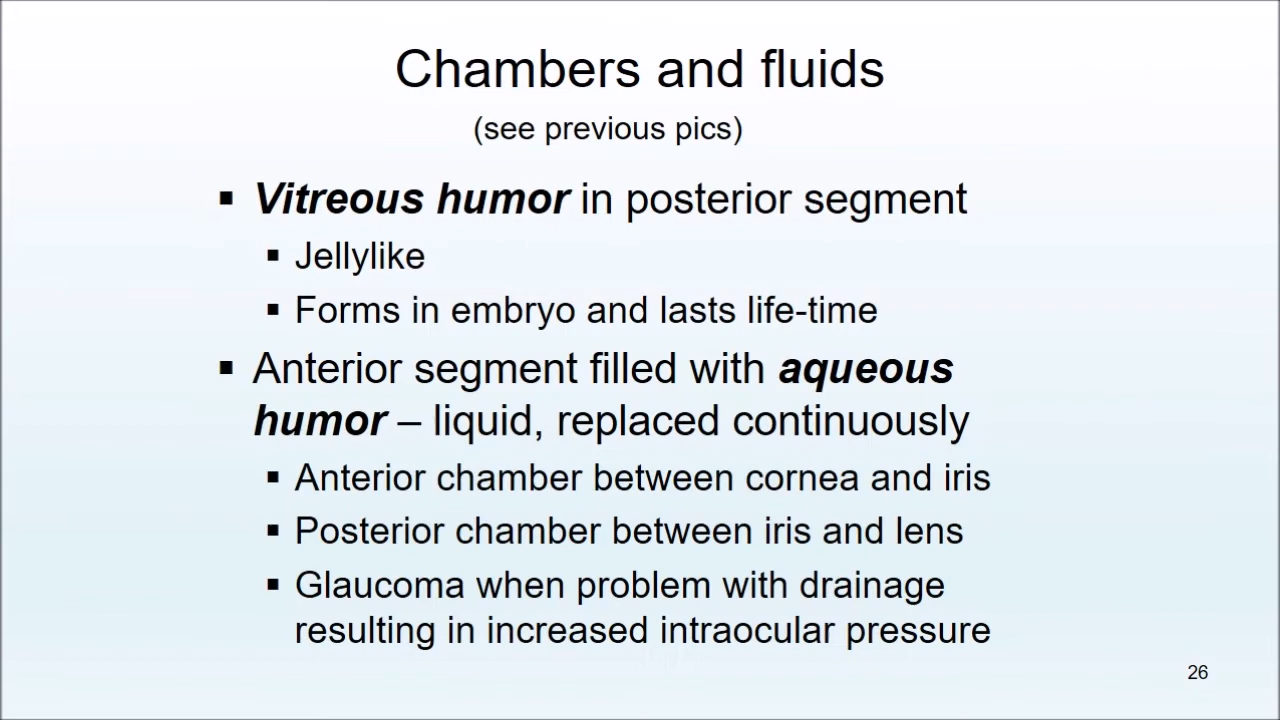 Chambers and fluids
(see previous pics)
▪ Vitreous humor in posterior segment
▪ Jellylike
▪ Forms in embryo and lasts life-time
▪ Anterior segment filled with aqueous
humor – liquid, replaced continuously
▪ Anterior chamber between cornea and iris
▪ Posterior chamber between iris and lens
▪ Glaucoma when problem with drainage
resulting in increased intraocular pressure
26